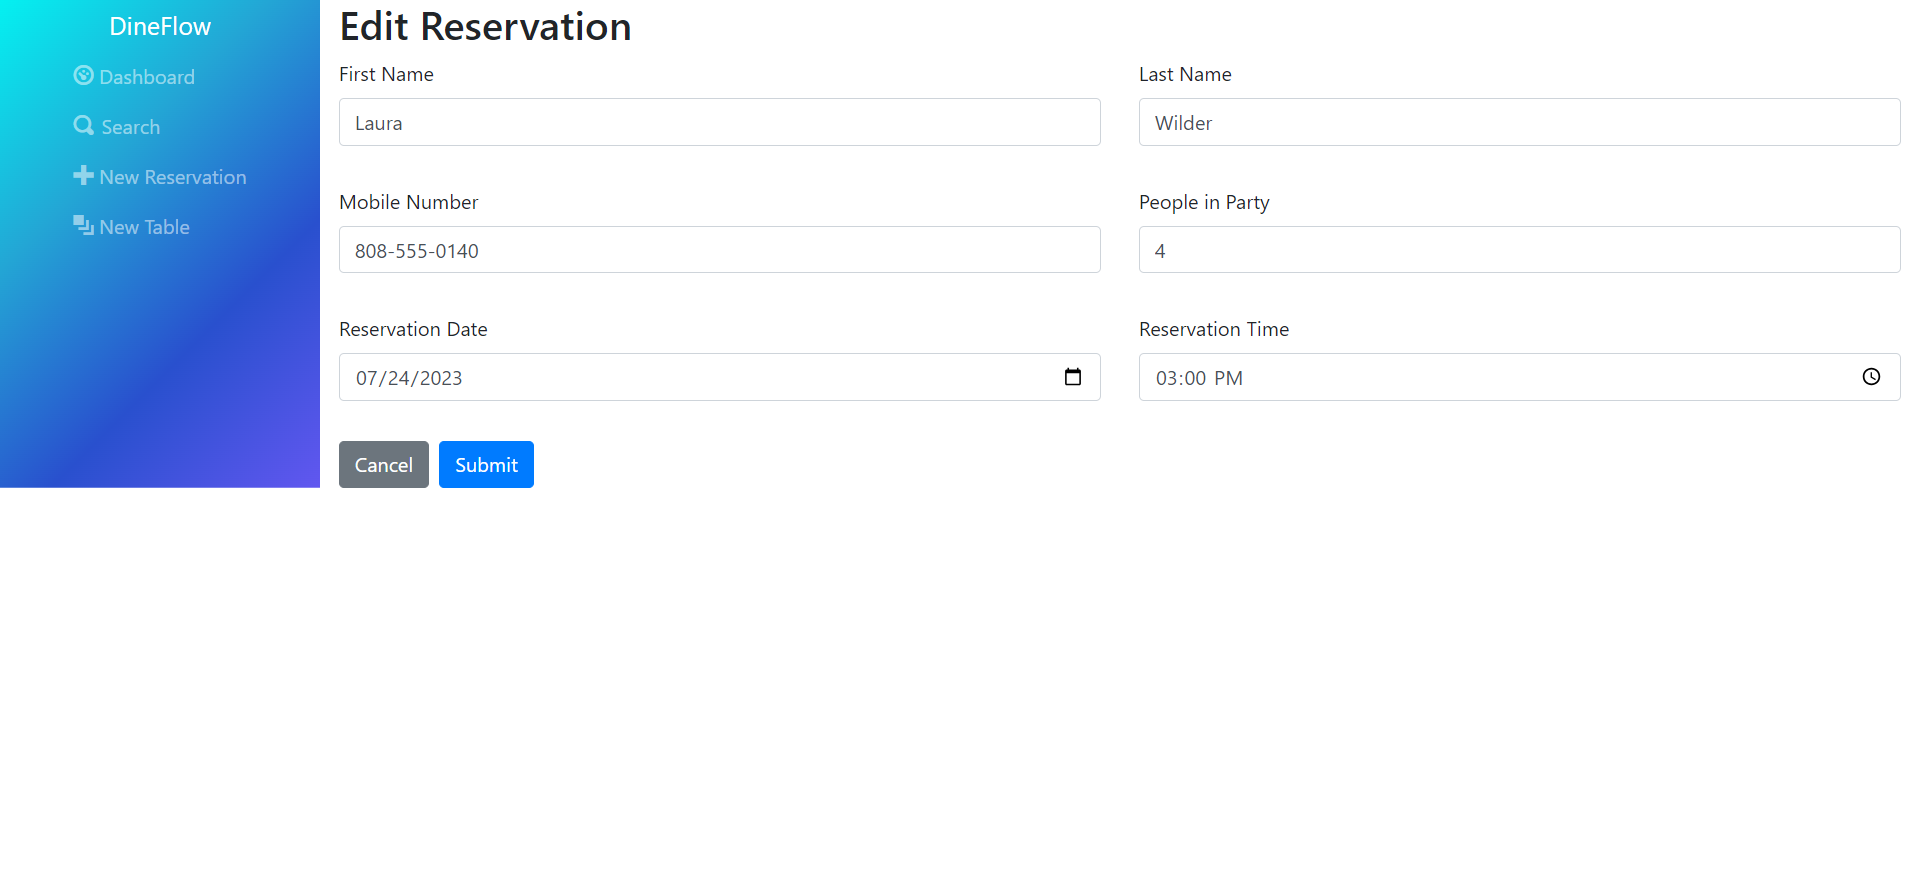 DineFlow
Dashboard
Search
New Reservation
New Table
Edit Reservation
First Name
Last Name
Laura
Wilder
Mobile Number
People in Party
808-555-0140
4
Reservation Date
Reservation Time
07/24/2023
03:00 PM
Cancel
Submit